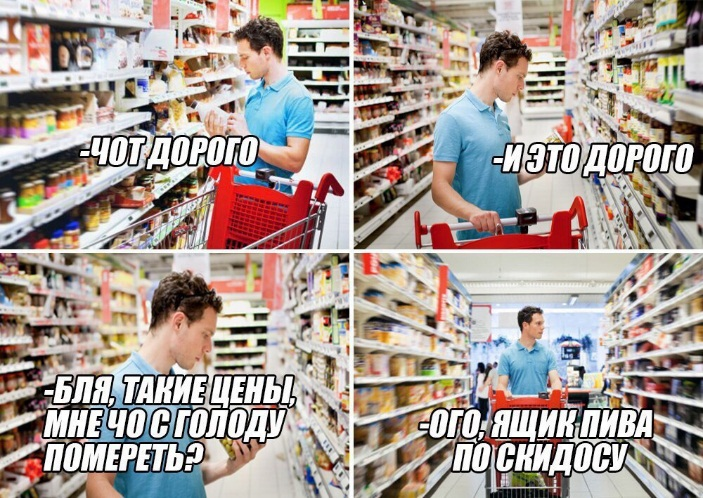 -ЧОТ ДОРОГО
-И ЭТО ДОРОГО
-БЛЯ, ТАКИЕ ЦЕНЫ,
МНЕ ЧО С ГОЛОДУ
ПОМЕРЕТЬ?
-ОГО, ЯЩИК ПИВА
ПО СКИДОСУ